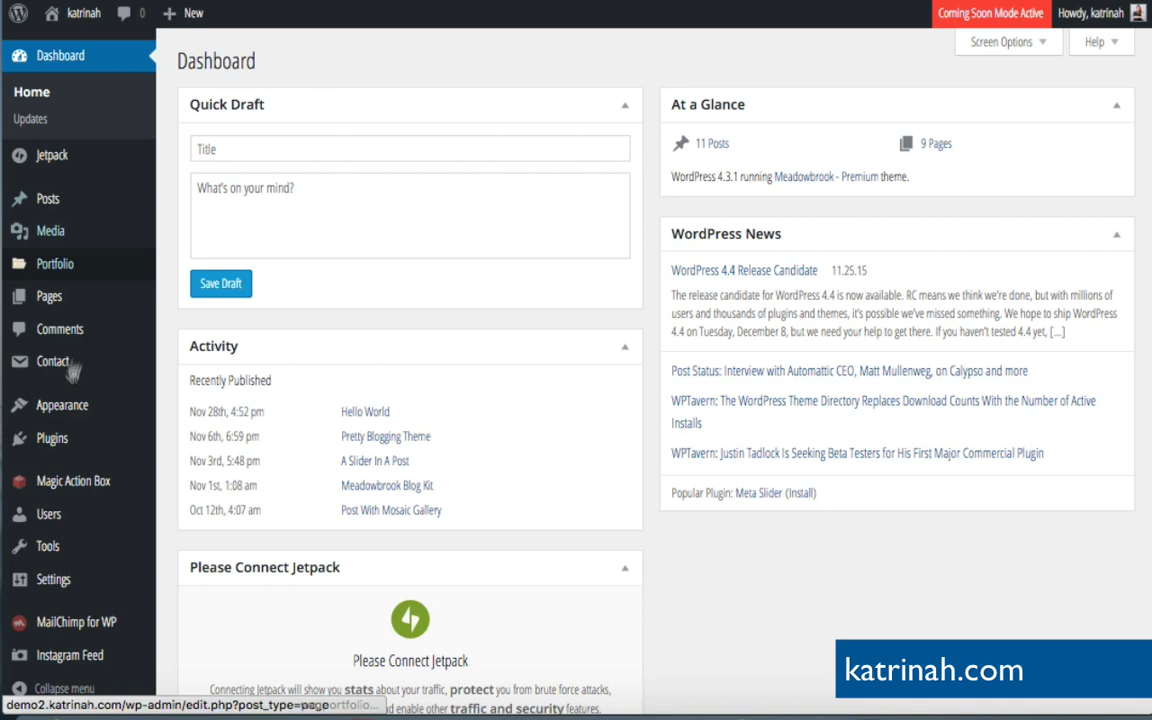 katrinah
0
New
Coming Soon Mode Active
Howdy, katrinah
Dashboard
Home
Updates
Jetpack
Posts
Media
Portfolio
Pages
Comments
Contact
Appearance
Plugins
Magic Action Box
Users
Tools
Settings
MailChimp for WP
Instagram Feed
Collapse menu
Screen Options
Help
Dashboard
Quick Draft
Title
What's on your mind?
Save Draft
Activity
Recently Published
Nov 28th, 4:52 pm Hello World
Nov 6th, 6:59 pm Pretty Blogging Theme
Nov 3rd, 5:48 pm A Slider In A Post
Nov 1st, 1:08 am Meadowbrook Blog Kit
Oct 12th, 4:07 am Post With Mosaic Gallery
Please Connect Jetpack
Please Connect Jetpack
Connecting Jetpack will show you stats about your traffic, protect you from brute force attacks,
and enable other traffic and security features.
At a Glance
11 Posts
9 Pages
WordPress 4.3.1 running Meadowbrook - Premium theme.
WordPress News
WordPress 4.4 Release Candidate 11.25.15
The release candidate for WordPress 4.4 is now available. RC means we think we're done, but with millions of
users and thousands of plugins and themes, it's possible we've missed something. We hope to ship WordPress
4.4 on Tuesday, December 8, but we need your help to get there. If you haven't tested 4.4 yet, […]
Post Status: Interview with Automattic CEO, Matt Mullenweg, on Calypso and more
WPTavern: The WordPress Theme Directory Replaces Download Counts With the Number of Active
Installs
WPTavern: Justin Tadlock Is Seeking Beta Testers for His First Major Commercial Plugin
Popular Plugin: Meta Slider (Install)
katrinah.com
demo2.katrinah.com/wp-admin/edit.php?post_type=